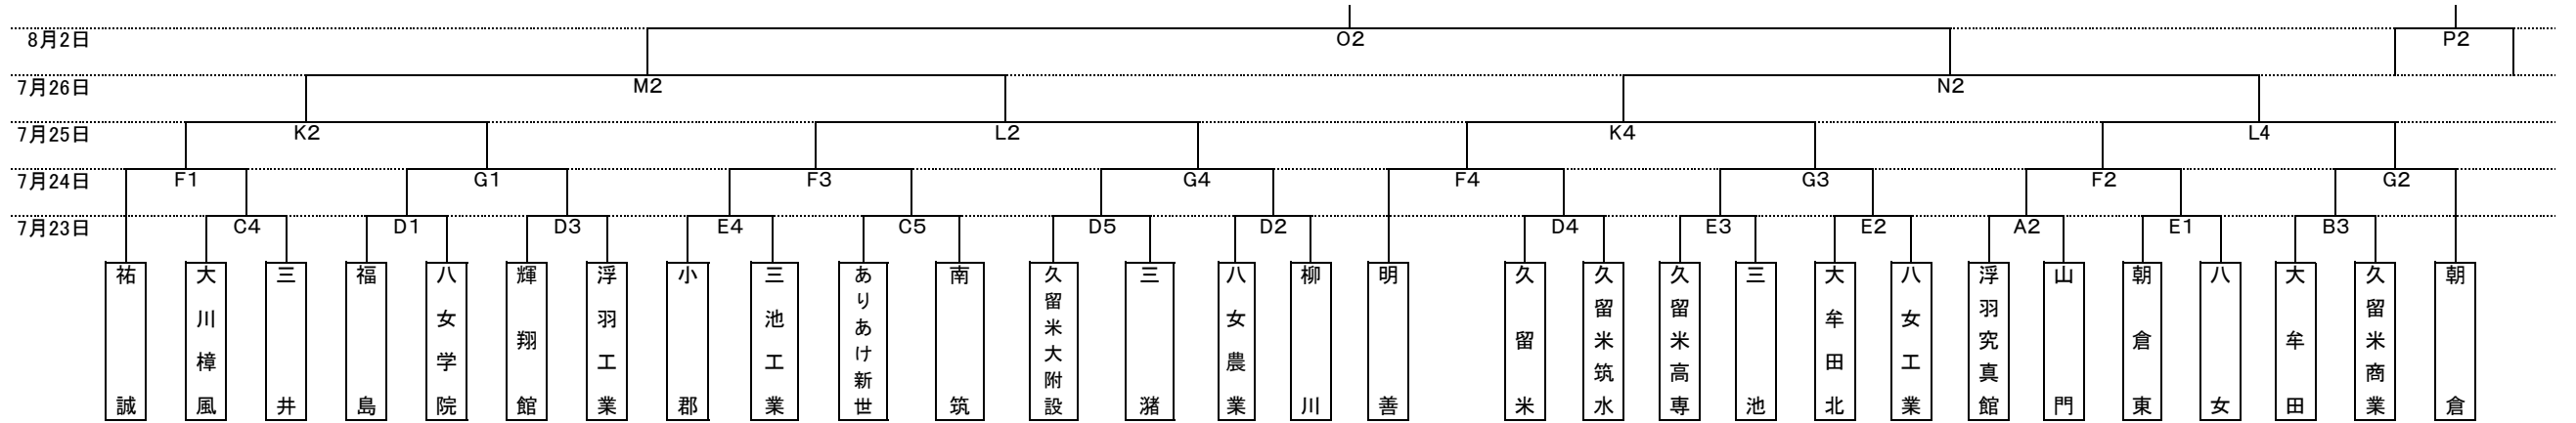 8月2日 O2 P2
7月26日 M2 N2
7月25日 K2 L2 K4 L4
7月24日 F1 G1 F3 G4 F4 G3 F2 G2
7月23日 C4 D1 D3 E4 C5 D5 D2 D4 E3 E2 A2 E1 B3
祐誠
大川樟風
三井
福島
八女学院
輝翔館
浮羽工業
小郡
三池工業
ありあけ新世
南筑
久留米大附設
三潴
八女農業
柳川
明善
久留米
久留米筑水
久留米高専
三池
大牟田北
八女工業
浮羽究真館
山門
朝倉東
八女
大牟田
久留米商業
朝倉